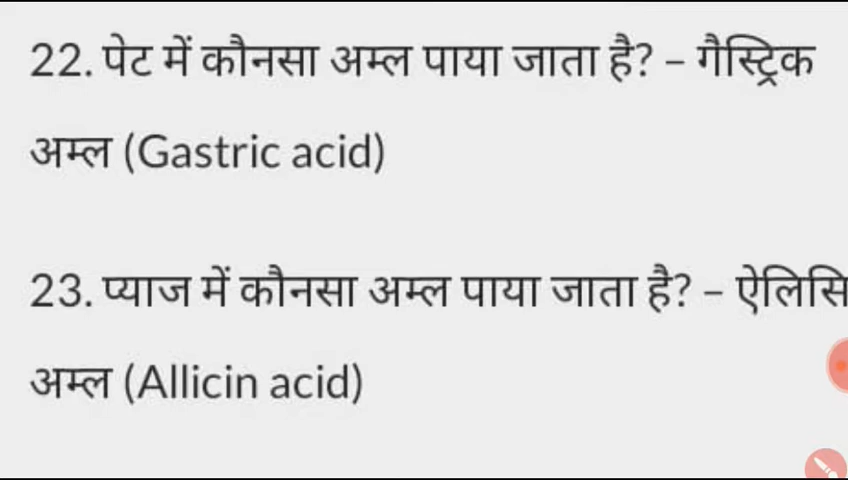 22. पेट में कौनसा अम्ल पाया जाता है? – गैस्ट्रिक
अम्ल (Gastric acid)
23. प्याज में कौनसा अम्ल पाया जाता है? – ऐलिसि
अम्ल (Allicin acid)